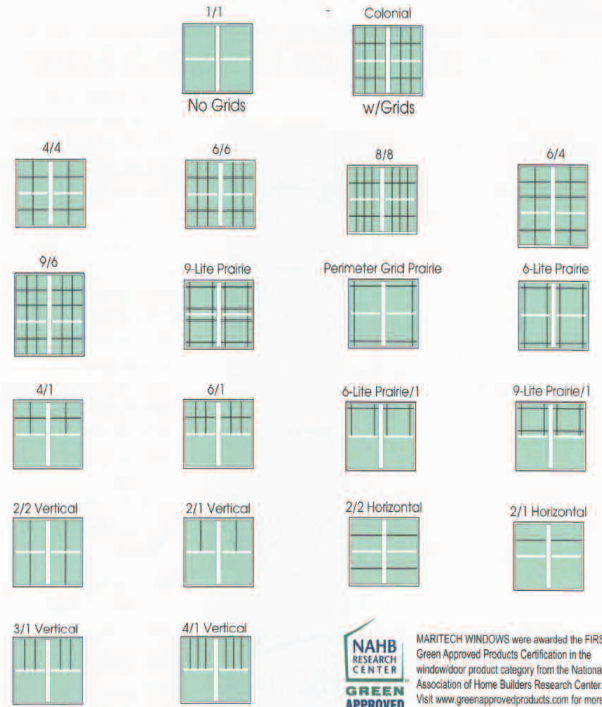 1/1
Colonial
No Grids
w/Grids
4/4
6/6
8/8
6/4
9/6
9-Lite Prairie
Perimeter Grid Prairie
6-Lite Prairie
4/1
6/1
6-Lite Prairie/1
9-Lite Prairie/1
2/2 Vertical
2/1 Vertical
2/2 Horizontal
2/1 Horizontal
3/1 Vertical
4/1 Vertical
NAHB
RESEARCH
CENTER
GREEN
APPROVED
MARITECH WINDOWS were awarded the FIRS
Green Approved Products Certification in the
window/door product category from the National
Association of Home Builders Research Center.
Visit www.greenapprovedproducts.com for more